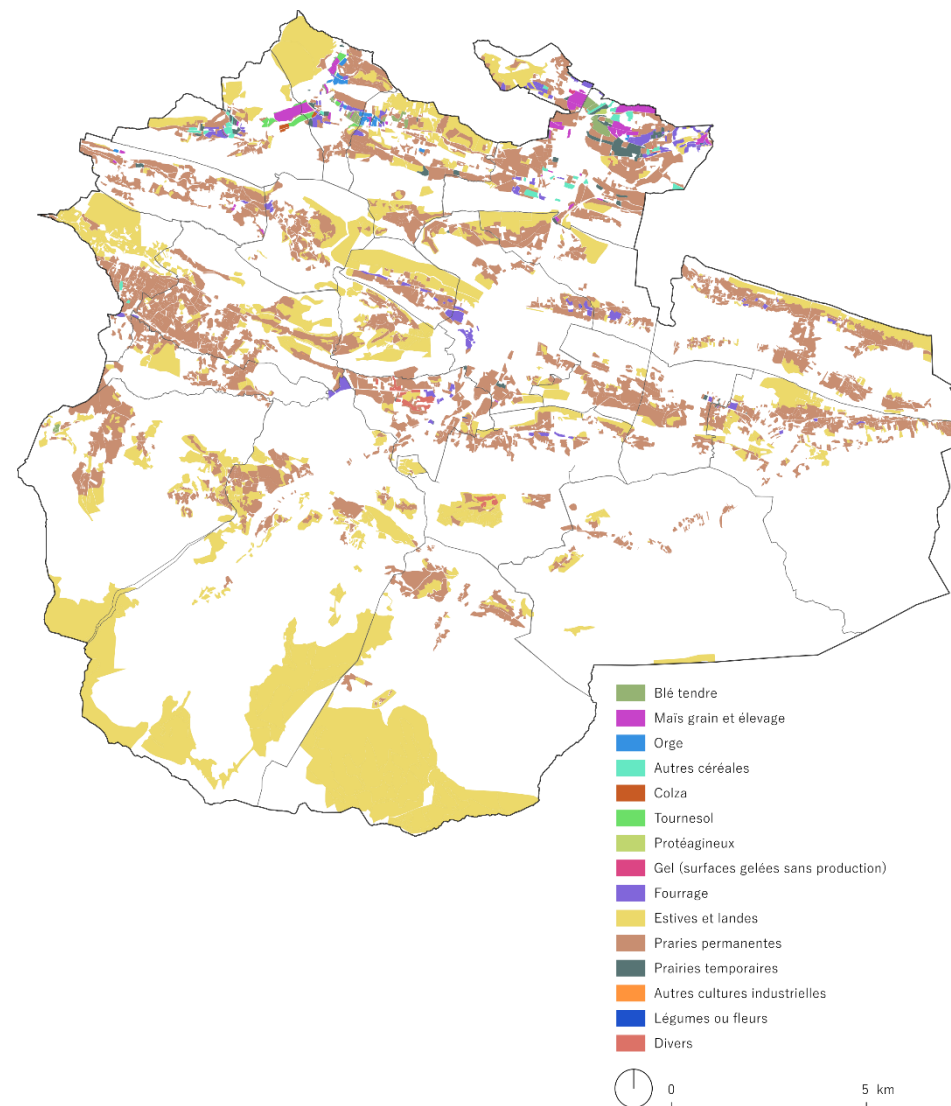 Blé tendre
Maïs grain et élevage
Orge
Autres céréales
Colza
Tournesol
Protéagineux
Gel (surfaces gelées sans production)
Fourrage
Estives et landes
Praries permanentes
Prairies temporaires
Autres cultures industrielles
Légumes ou fleurs
Divers
0 5 km